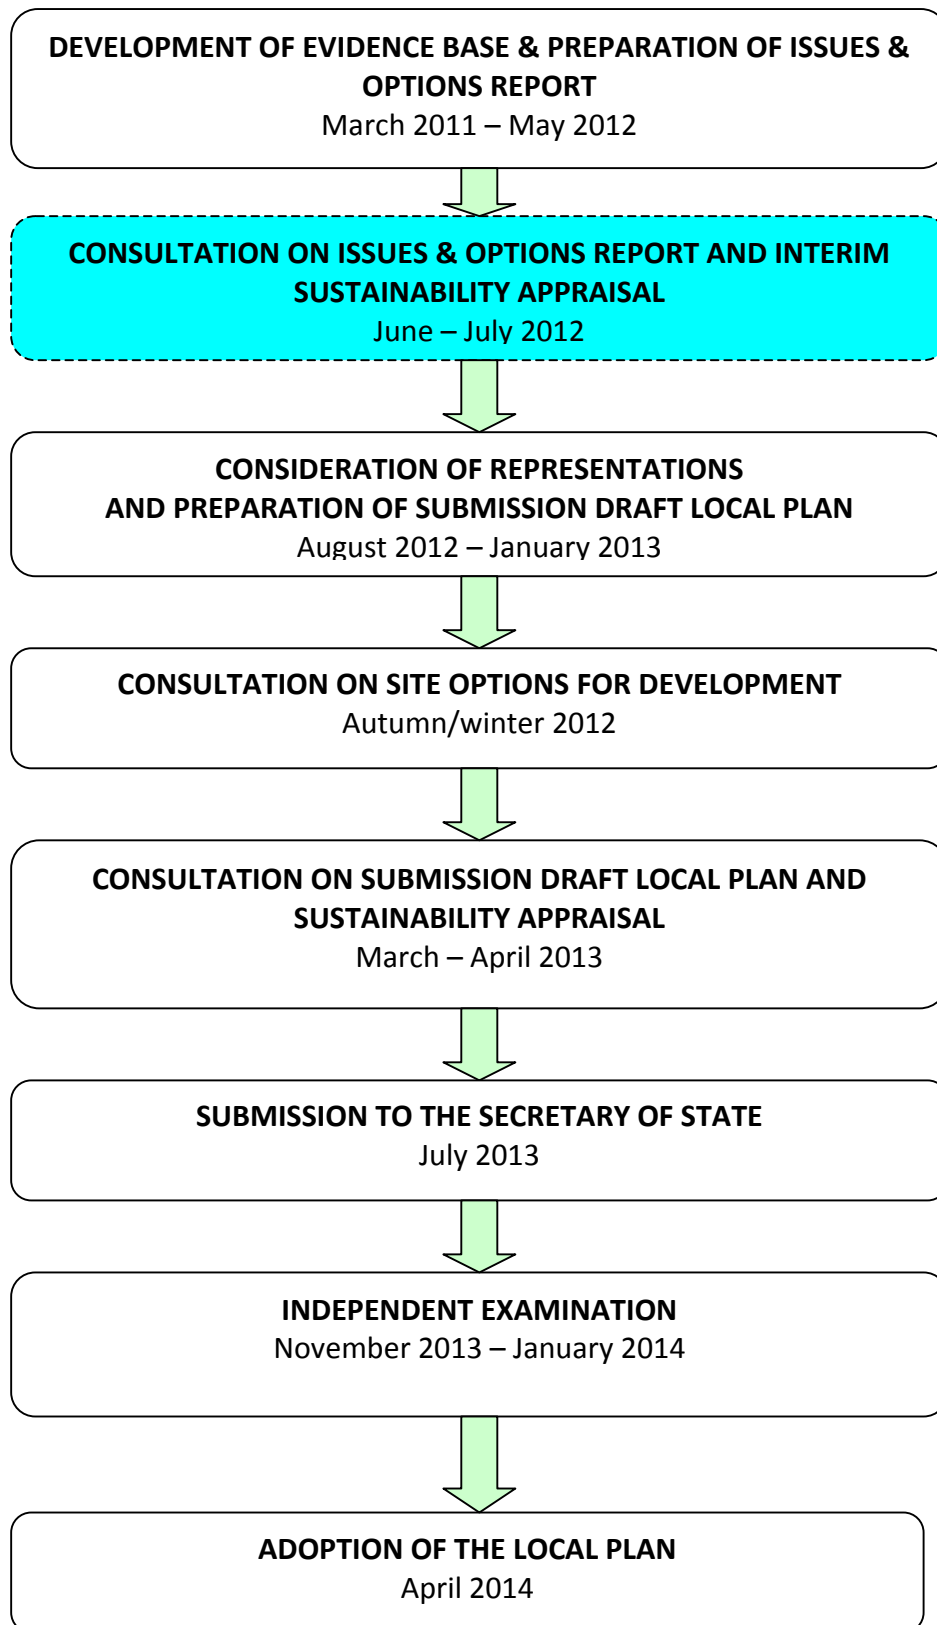 DEVELOPMENT OF EVIDENCE BASE & PREPARATION OF ISSUES &
OPTIONS REPORT
March 2011 – May 2012
CONSULTATION ON ISSUES & OPTIONS REPORT AND INTERIM
SUSTAINABILITY APPRAISAL
June – July 2012
CONSIDERATION OF REPRESENTATIONS
AND PREPARATION OF SUBMISSION DRAFT LOCAL PLAN
August 2012 – January 2013
CONSULTATION ON SITE OPTIONS FOR DEVELOPMENT
Autumn/winter 2012
CONSULTATION ON SUBMISSION DRAFT LOCAL PLAN AND
SUSTAINABILITY APPRAISAL
March – April 2013
SUBMISSION TO THE SECRETARY OF STATE
July 2013
INDEPENDENT EXAMINATION
November 2013 – January 2014
ADOPTION OF THE LOCAL PLAN
April 2014